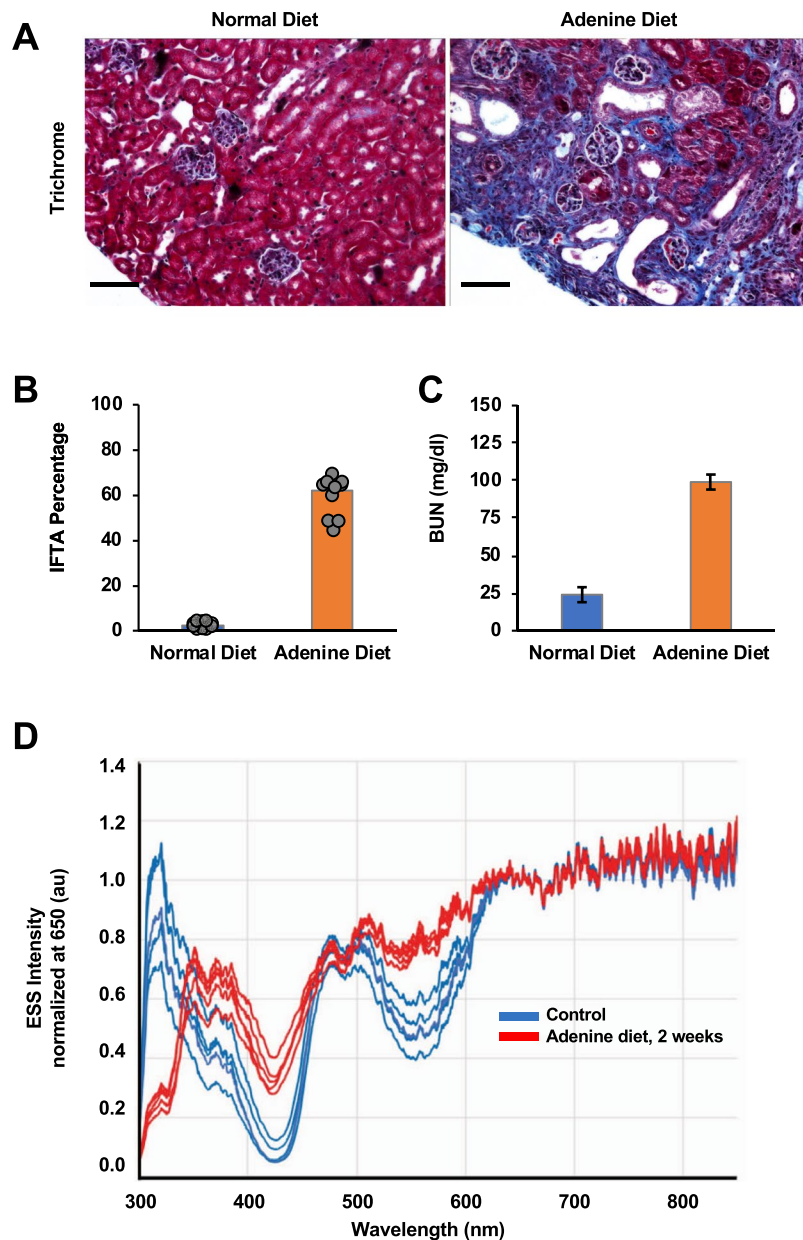 Normal Diet
Adenine Diet
A
Trichrome
B
C
100
80
60
40
20
0
IFTA Percentage
Normal Diet
Adenine Diet
150
125
100
75
50
25
0
BUN (mg/dl)
Normal Diet
Adenine Diet
D
1.4
1.2
1.0
0.8
0.6
0.4
0.2
0.0
ESS Intensity
normalized at 650 (au)
Control
Adenine diet, 2 weeks
300
400
500
600
700
800
Wavelength (nm)